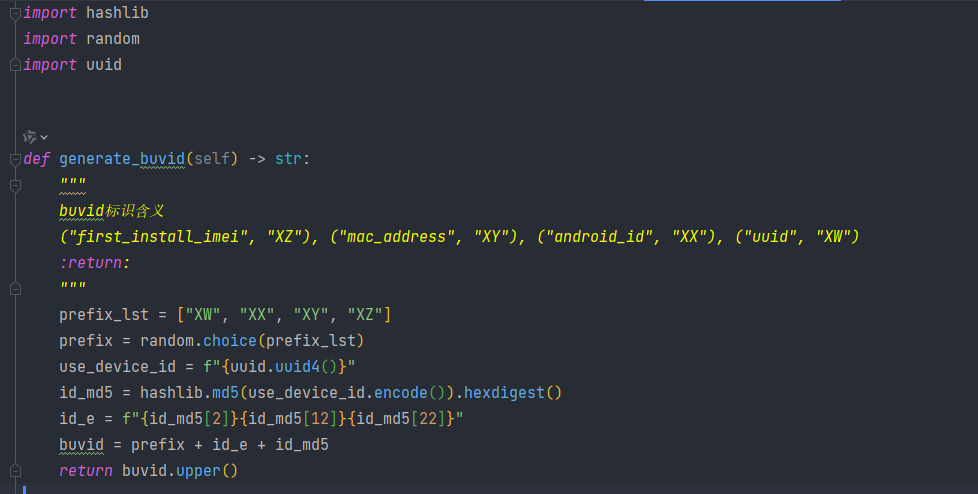 import hashlib
import random
import uuid
def generate_buvid(self) -> str:
"""
buvid标识含义
("first_install_imei", "XZ"), ("mac_address", "XY"), ("android_id", "XX"), ("uuid", "XW")
:return:
"""
prefix_lst = ["XW", "XX", "XY", "XZ"]
prefix = random.choice(prefix_lst)
use_device_id = f"{uuid.uuid4()}"
id_md5 = hashlib.md5(use_device_id.encode()).hexdigest()
id_e = f"{id_md5[2]}{id_md5[12]}{id_md5[22]}"
buvid = prefix + id_e + id_md5
return buvid.upper()